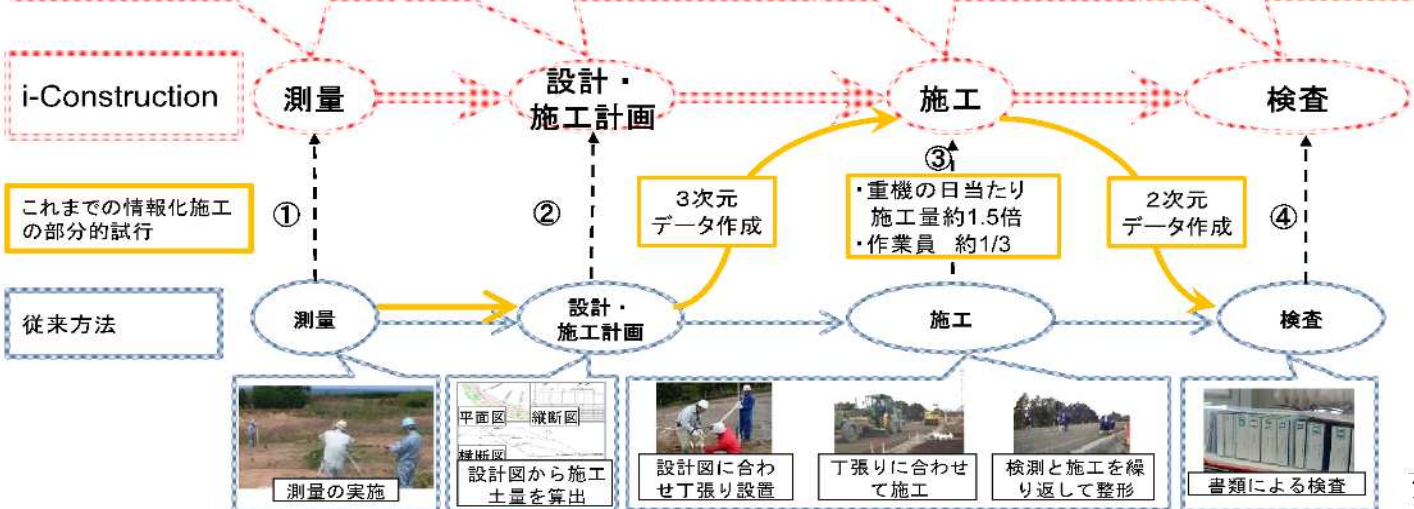 i-Construction
測量
設計・
施工計画
施工
検査
これまでの情報化施工
の部分的試行
①
②
3次元
データ作成
③
・重機の日当たり
施工量約1.5倍
・作業員 約1/3
2次元
データ作成
④
従来方法
測量
設計・
施工計画
施工
検査
測量の実施
平面図
縦断図
横断図
設計図から施工
土量を算出
設計図に合わ
せ丁張り設置
丁張りに合わせ
て施工
検測と施工を繰
り返して整形
書類による検査